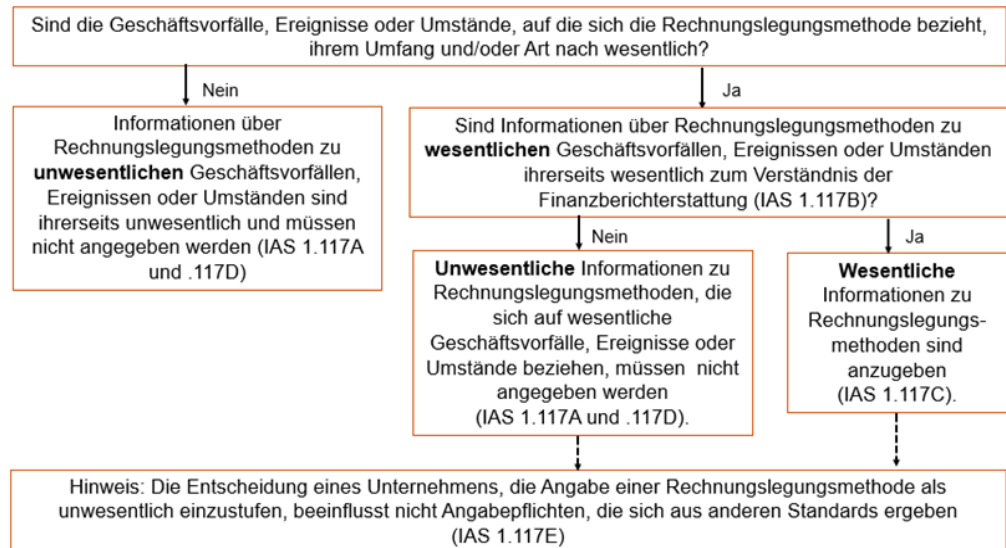 Sind die Geschäftsvorfälle, Ereignisse oder Umstände, auf die sich die Rechnungslegungsmethode bezieht,
ihrem Umfang und/oder Art nach wesentlich?
Nein
Ja
Informationen über
Rechnungslegungsmethoden zu
unwesentlichen Geschäftsvorfällen,
Ereignissen oder Umständen sind
ihrerseits unwesentlich und müssen
nicht angegeben werden (IAS 1.117A
und .117D)
Sind Informationen über Rechnungslegungsmethoden zu
wesentlichen Geschäftsvorfällen, Ereignissen oder Umständen
ihrerseits wesentlich zum Verständnis der
Finanzberichterstattung (IAS 1.117B)?
Nein
Ja
Unwesentliche Informationen zu
Rechnungslegungsmethoden, die
sich auf wesentliche
Geschäftsvorfälle, Ereignisse oder
Umstände beziehen, müssen nicht
angegeben werden
(IAS 1.117A und .117D).
Wesentliche
Informationen zu
Rechnungslegungs-
methoden sind
anzugeben
(IAS 1.117C).
Hinweis: Die Entscheidung eines Unternehmens, die Angabe einer Rechnungslegungsmethode als
unwesentlich einzustufen, beeinflusst nicht Angabepflichten, die sich aus anderen Standards ergeben
(IAS 1.117E)